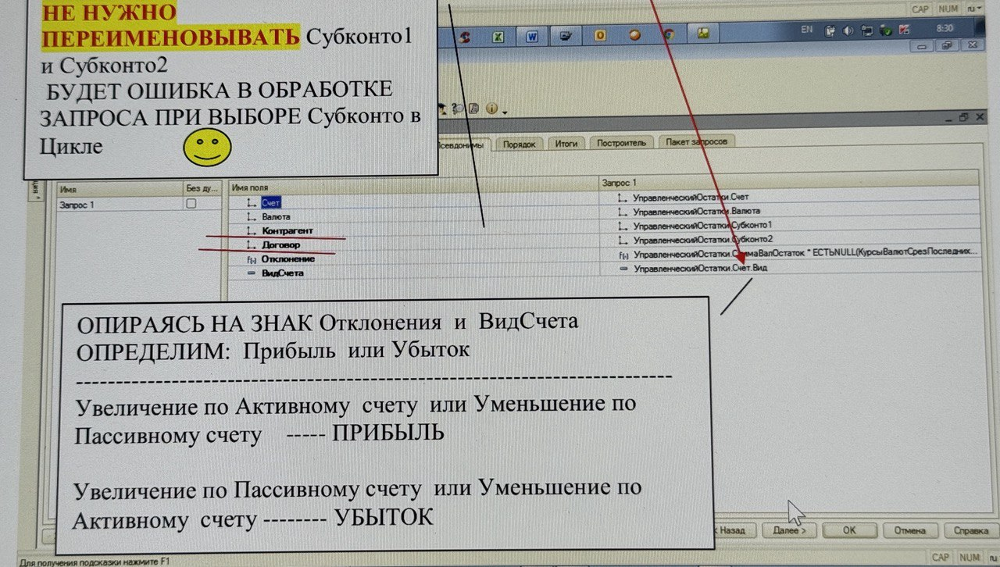 НЕ НУЖНО
ПЕРЕИМЕНОВЫВАТЬ Субконто1
и Субконто2
БУДЕТ ОШИБКА В ОБРАБОТКЕ
ЗАПРОСА ПРИ ВЫБОРЕ Субконто в
Цикле
CAP NUM ru
EN 8:30
Псевдонимы Порядок Итоги Построитель Пакет запросов
Имя Без ду... Имя поля Запрос 1
Запрос 1
Счет УправленческийОстатки.Счет
Валюта УправленческийОстатки.Валюта
Контрагент УправленческийОстатки.Субконто1
Договор УправленческийОстатки.Субконто2
Отклонение УправленческийОстатки.СуммаВалОстаток * ЕСТЬNULL(КурсыВалютСрезПоследних...
ВидСчета УправленческийОстатки.Счет.Вид
ОПИРАЯСЬ НА ЗНАК Отклонения и ВидСчета
ОПРЕДЕЛИМ: Прибыль или Убыток
--------------------------------------------------------------------------
Увеличение по Активному счету или Уменьшение по
Пассивному счету ----- ПРИБЫЛЬ
Увеличение по Пассивному счету или Уменьшение по
Активному счету -------- УБЫТОК
< Назад Далее > OK Отмена Справка
Для получения подсказки нажмите F1
CAP NUM ru